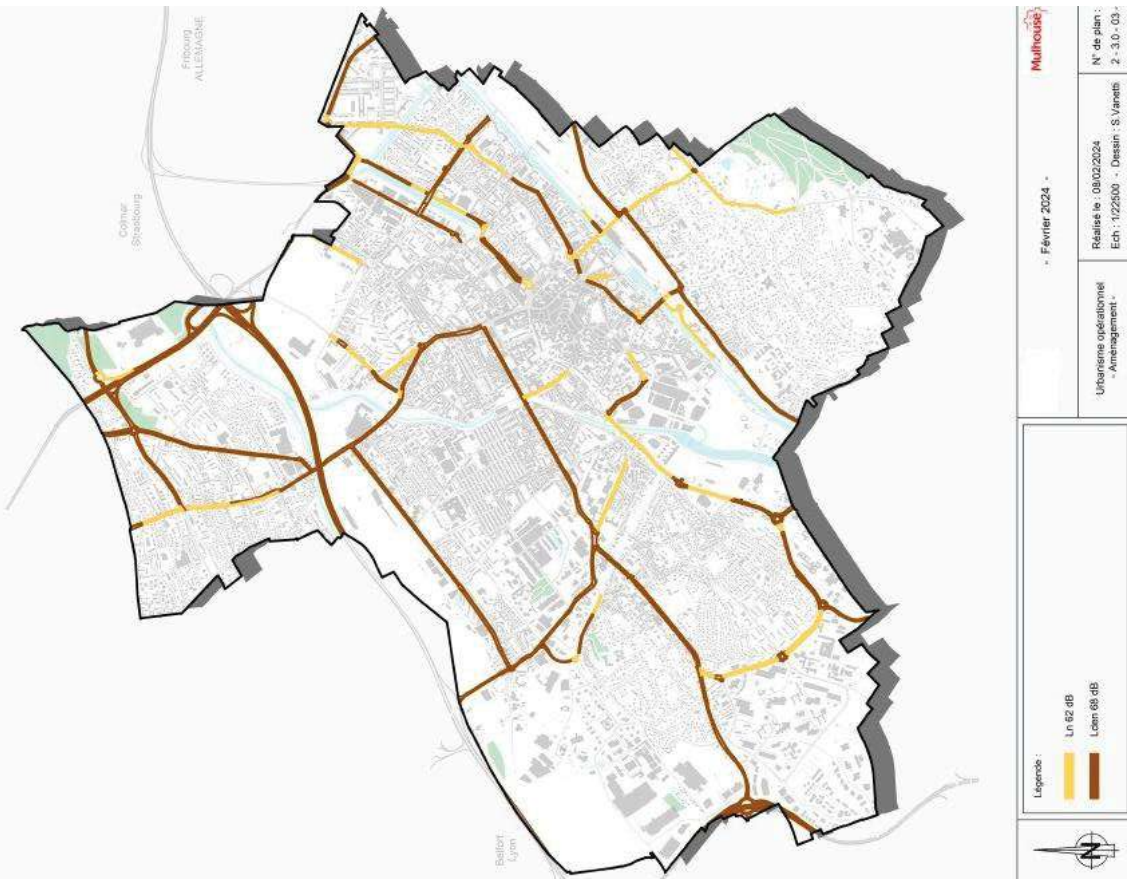 Fribourg
ALLEMAGNE
Colmar
Strasbourg
Belfort
Lyon
Légende :
Ln 62 dB
Lden 68 dB
Mulhouse
- Février 2024 -
Urbanisme opérationnel
- Aménagement -
Réalisé le : 08/02/2024
Ech : 1/22500 - Dessin : S.Vanetti
N° de plan :
2 - 3.0 - 03 -
N